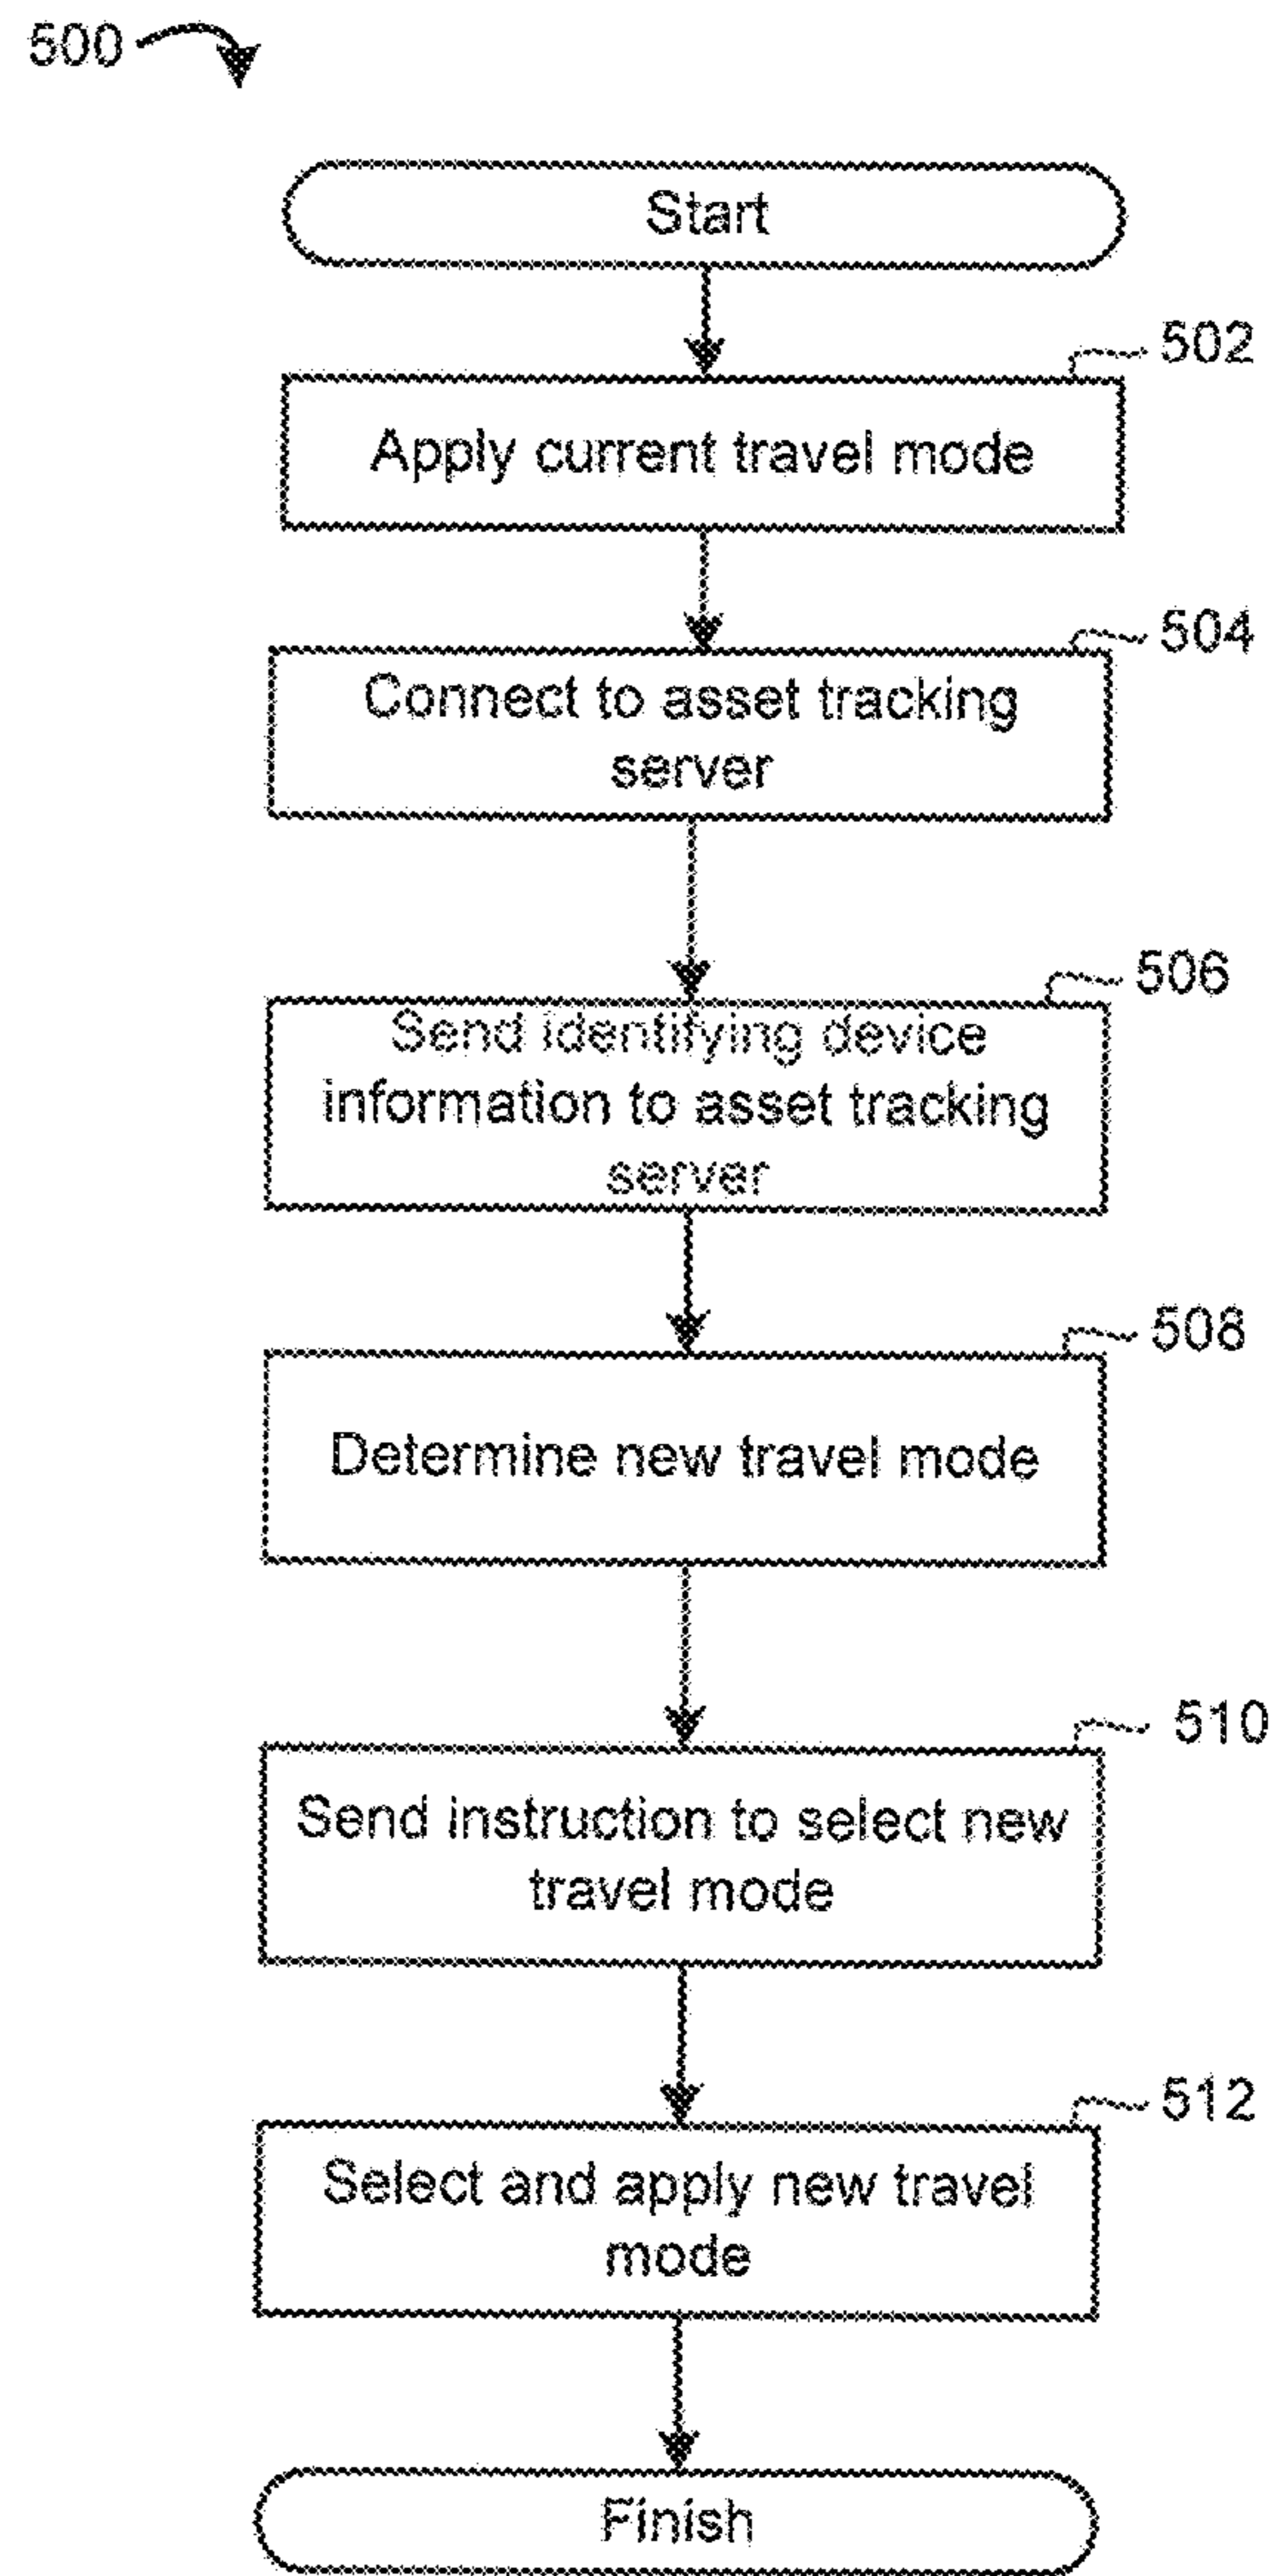 500
Start
502
Apply current travel mode
504
Connect to asset tracking
server
506
Send identifying device
information to asset tracking
server
508
Determine new travel mode
510
Send instruction to select new
travel mode
512
Select and apply new travel
mode
Finish